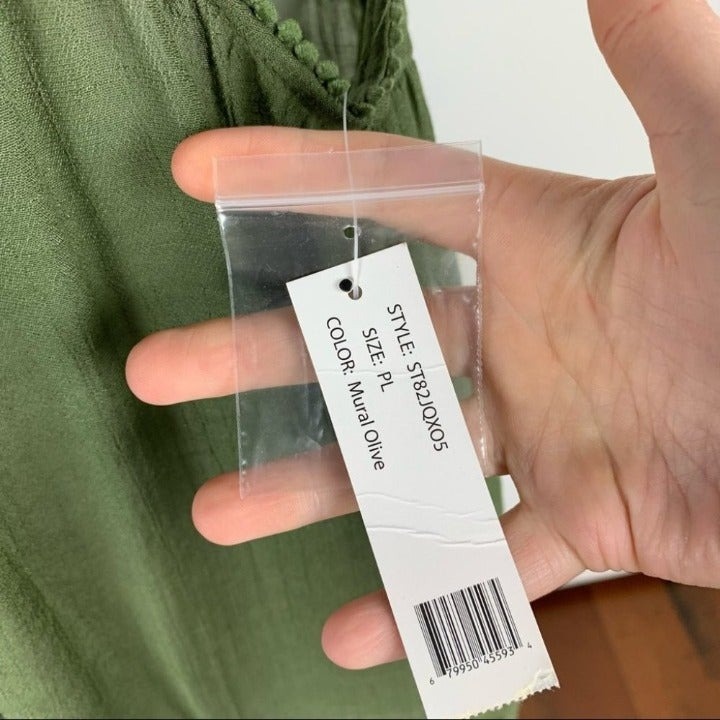 STYLE: ST82JQXO5
SIZE: PL
COLOR: Mural Olive
6 79950 45593 4